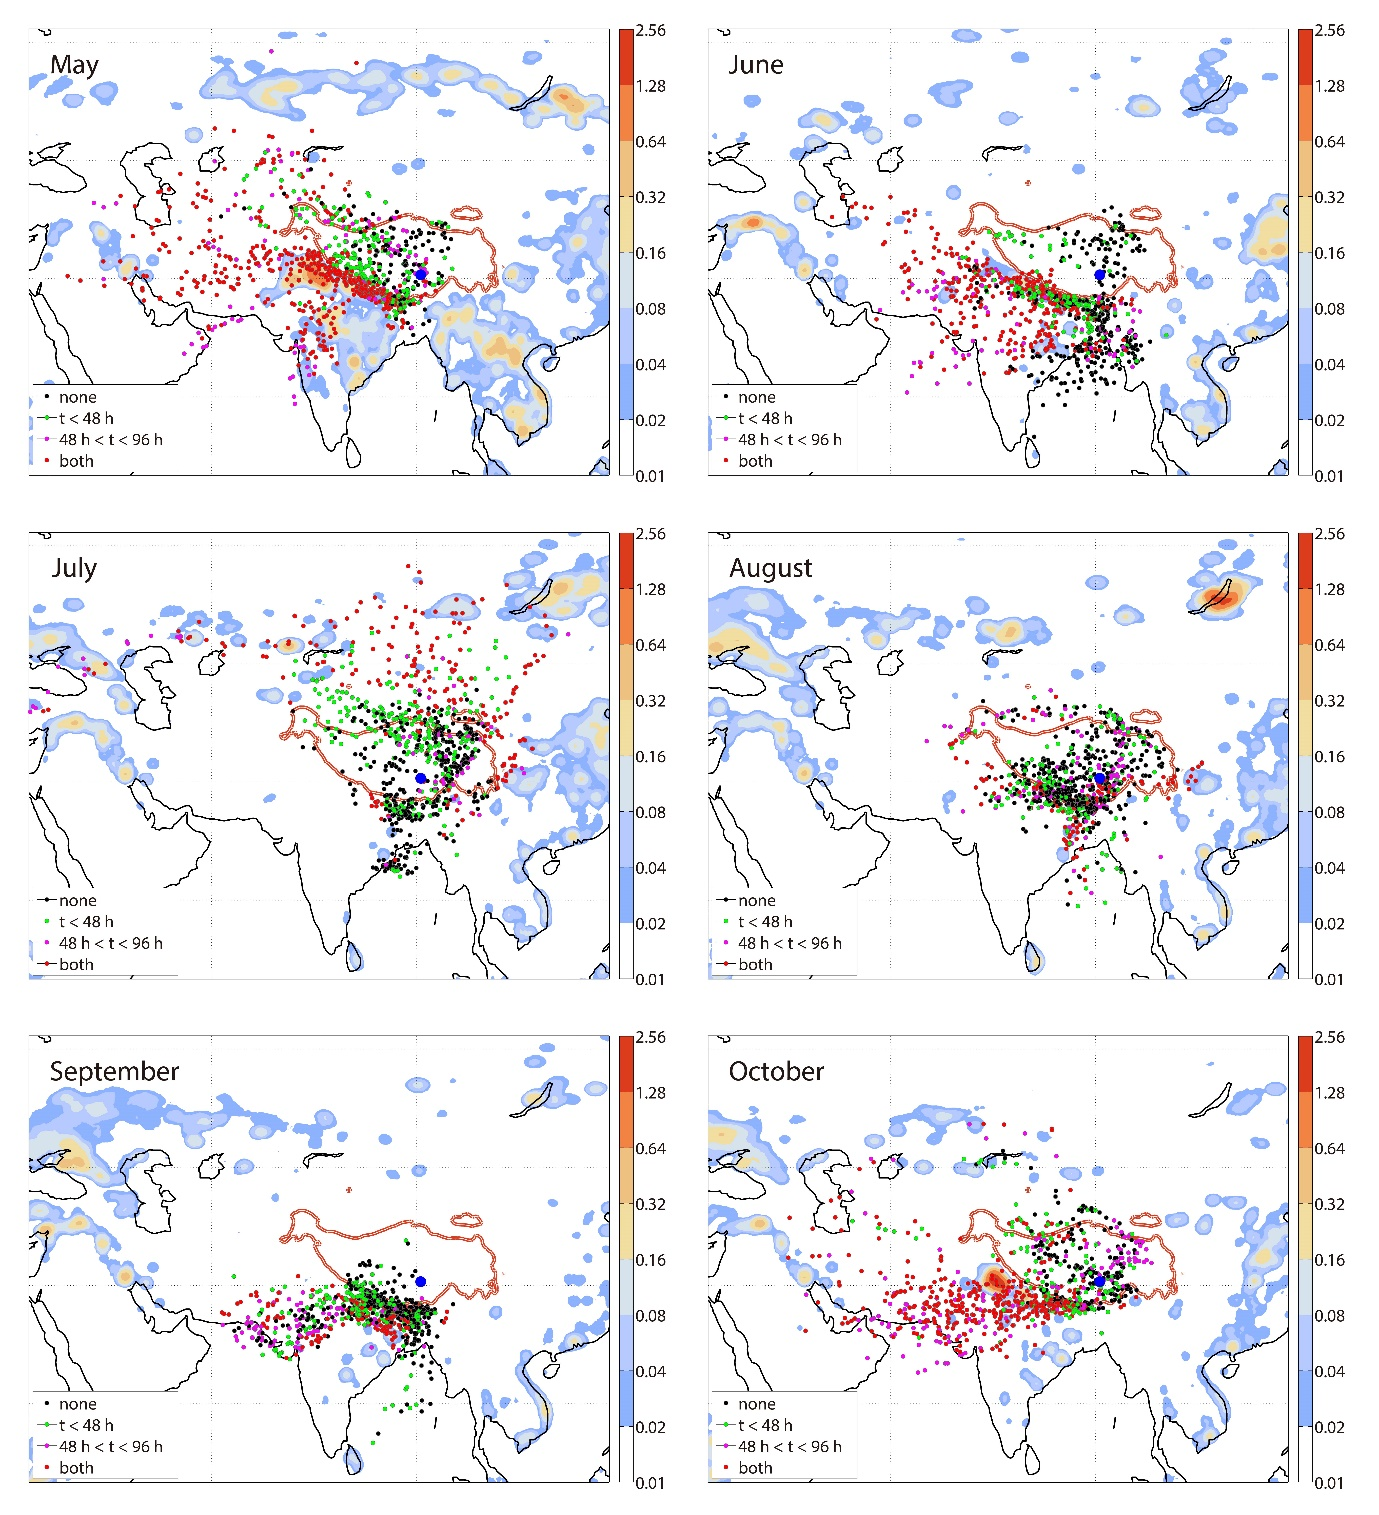 May
none
t < 48 h
48 h < t < 96 h
both
2.56
1.28
0.64
0.32
0.16
0.08
0.04
0.02
0.01
June
none
t < 48 h
48 h < t < 96 h
both
2.56
1.28
0.64
0.32
0.16
0.08
0.04
0.02
0.01
July
none
t < 48 h
48 h < t < 96 h
both
2.56
1.28
0.64
0.32
0.16
0.08
0.04
0.02
0.01
August
none
t < 48 h
48 h < t < 96 h
both
2.56
1.28
0.64
0.32
0.16
0.08
0.04
0.02
0.01
September
none
t < 48 h
48 h < t < 96 h
both
2.56
1.28
0.64
0.32
0.16
0.08
0.04
0.02
0.01
October
none
t < 48 h
48 h < t < 96 h
both
2.56
1.28
0.64
0.32
0.16
0.08
0.04
0.02
0.01